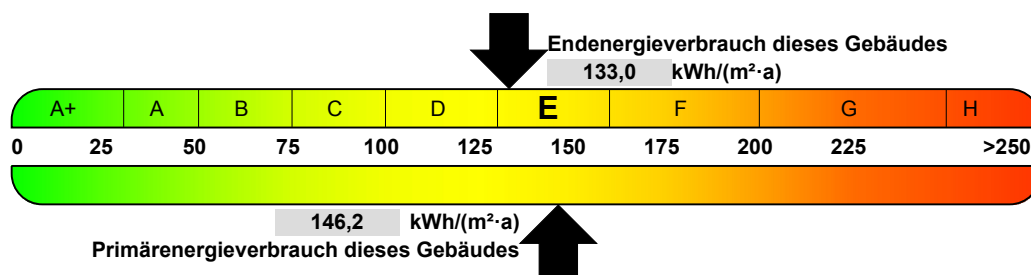 Endenergieverbrauch dieses Gebäudes
133,0 kWh/(m²·a)
A+ A B C D E F G H
0 25 50 75 100 125 150 175 200 225 >250
146,2 kWh/(m²·a)
Primärenergieverbrauch dieses Gebäudes